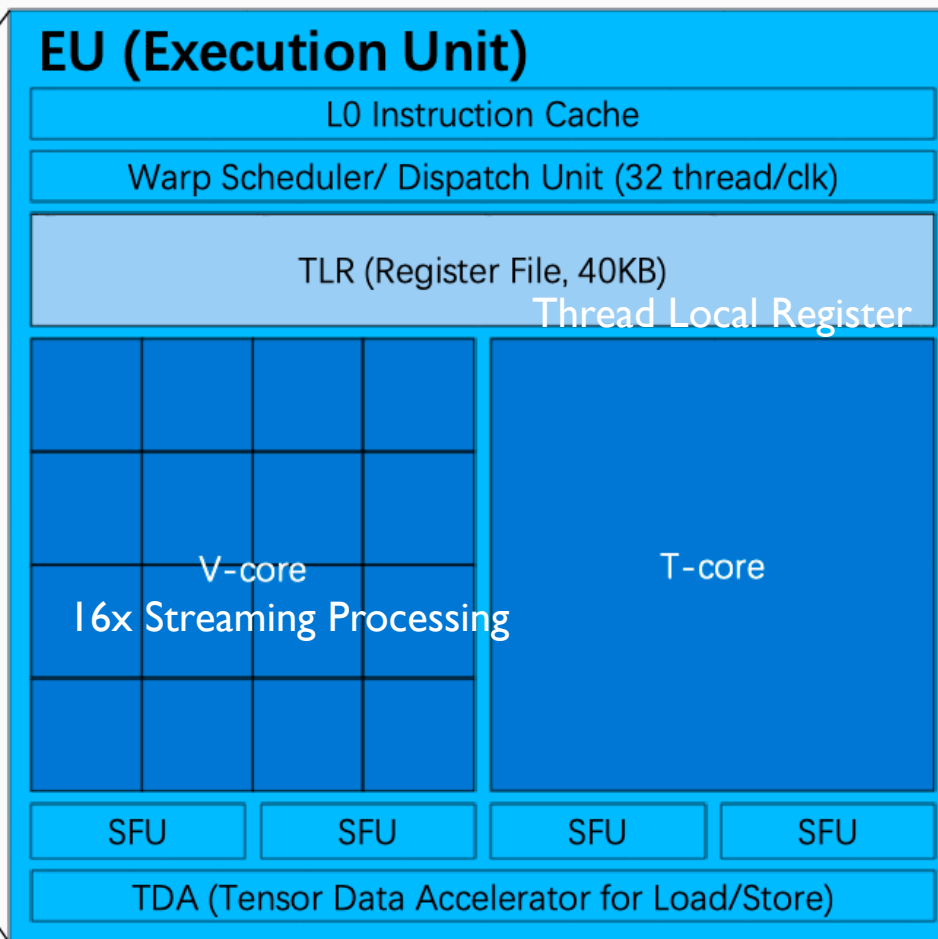 EU (Execution Unit)
L0 Instruction Cache
Warp Scheduler/ Dispatch Unit (32 thread/clk)
TLR (Register File, 40KB)
Thread Local Register
V-core
16x Streaming Processing
T-core
SFU
SFU
SFU
SFU
TDA (Tensor Data Accelerator for Load/Store)